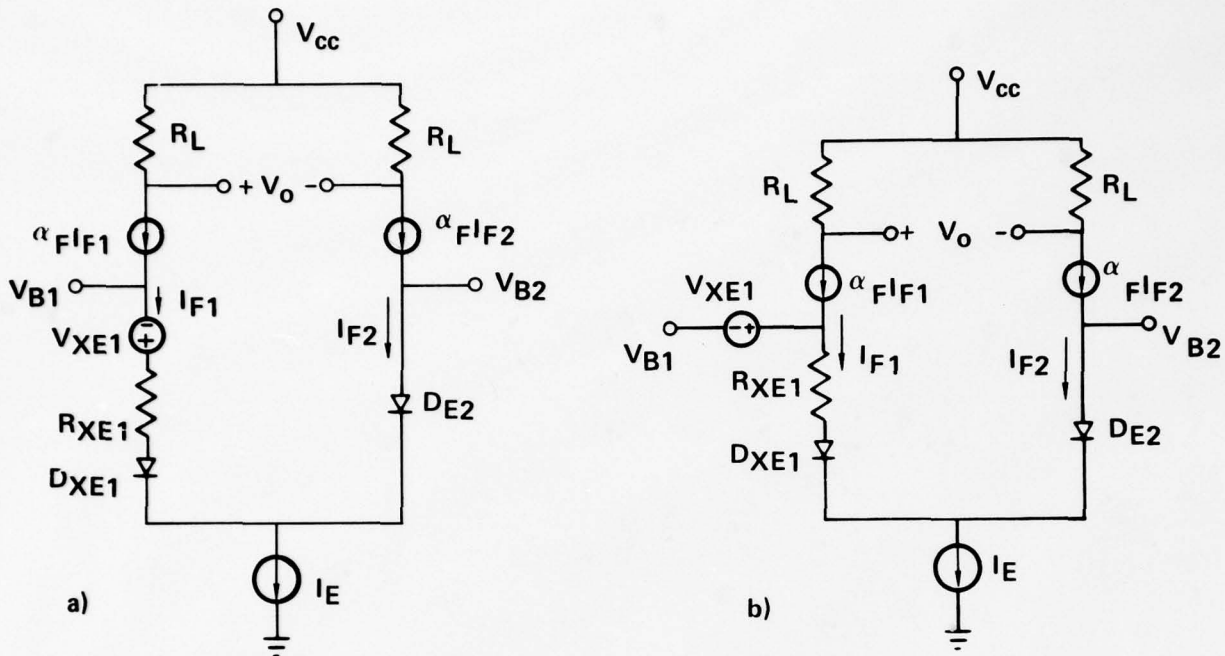 VCC
RL
RL
+ Vo -
αFIF1
αFIF2
VB1
IF1
VB2
VXE1
- +
IF2
RXE1
DE2
DXE1
IE
a)
VCC
RL
RL
+ Vo -
VXE1
αFIF1
αFIF2
- +
VB1
VB2
IF1
IF2
RXE1
DE2
DXE1
IE
b)